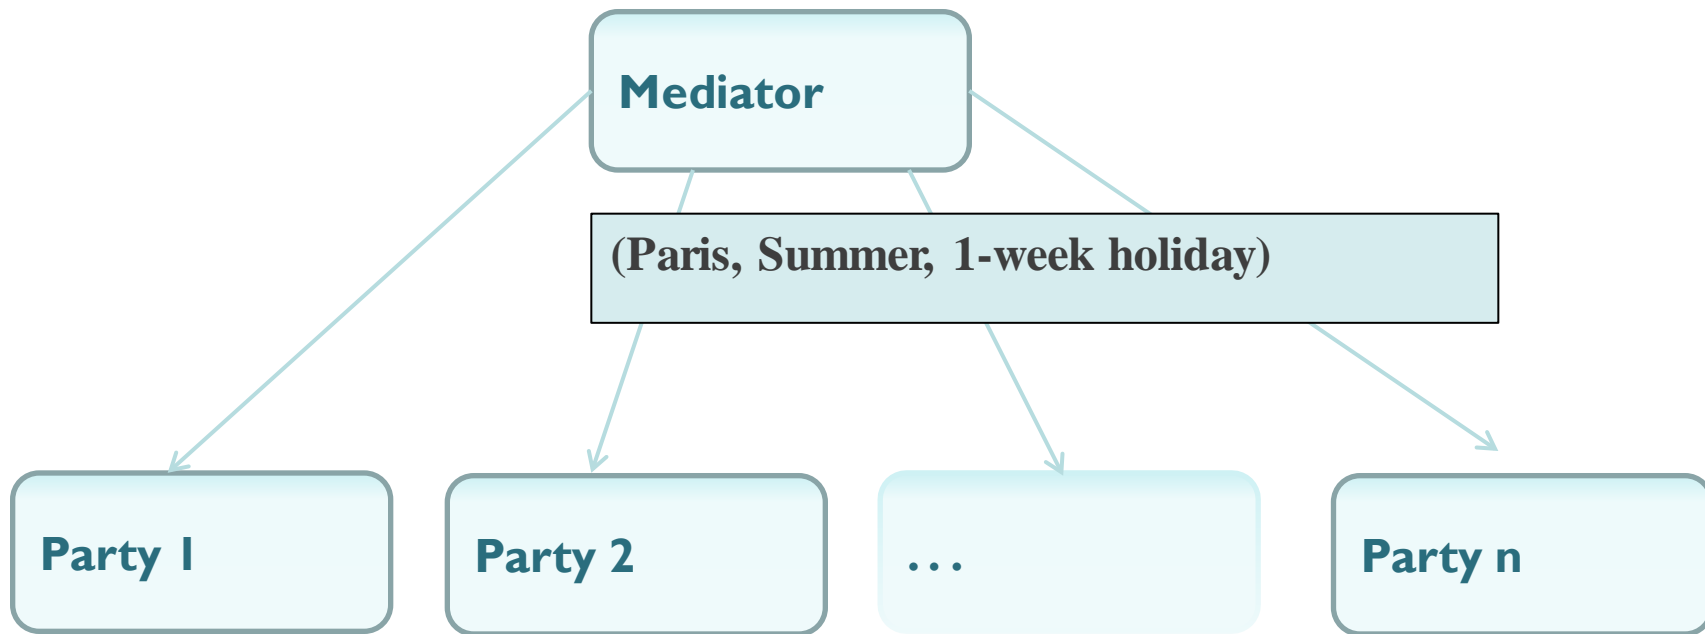 Mediator
(Paris, Summer, 1-week holiday)
Party 1
Party 2
...
Party n